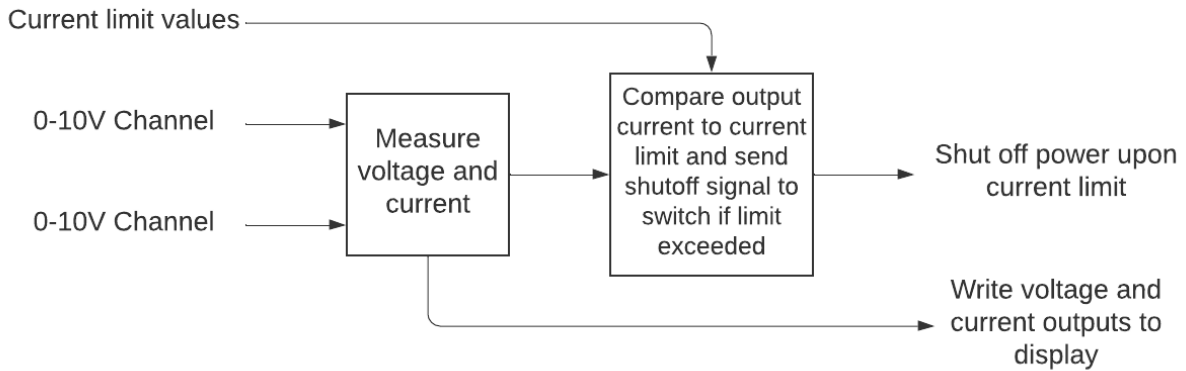 Current limit values
0-10V Channel
0-10V Channel
Measure
voltage and
current
Compare output
current to current
limit and send
shutoff signal to
switch if limit
exceeded
Shut off power upon
current limit
Write voltage and
current outputs to
display